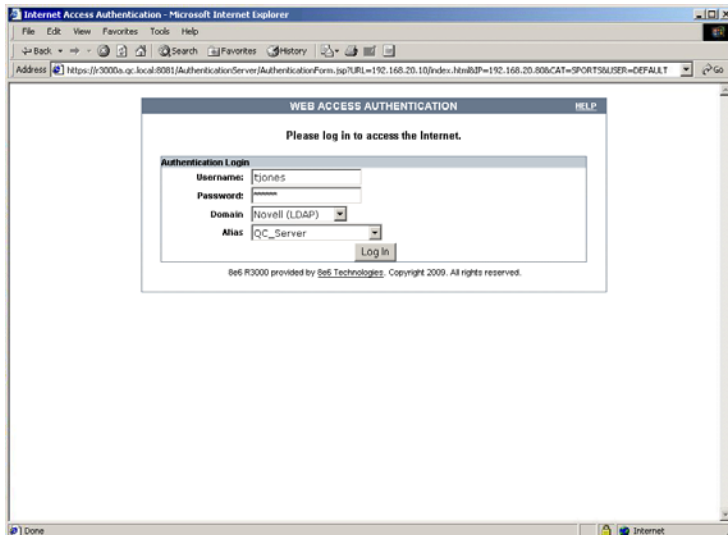 Internet Access Authentication - Microsoft Internet Explorer
File Edit View Favorites Tools Help
Back Search Favorites History
Address https://r3000a.qc.local:8081/AuthenticationServer/AuthenticationForm.jsp?URL=192.168.20.10/index.html&IP=192.168.20.80&CAT=SPORTS&USER=DEFAULT Go
WEB ACCESS AUTHENTICATION HELP
Please log in to access the Internet.
Authentication Login
Username: tjones
Password: ******
Domain Novell (LDAP)
Alias QC_Server
Log In
8e6 R3000 provided by 8e6 Technologies. Copyright 2009. All rights reserved.
Done Internet